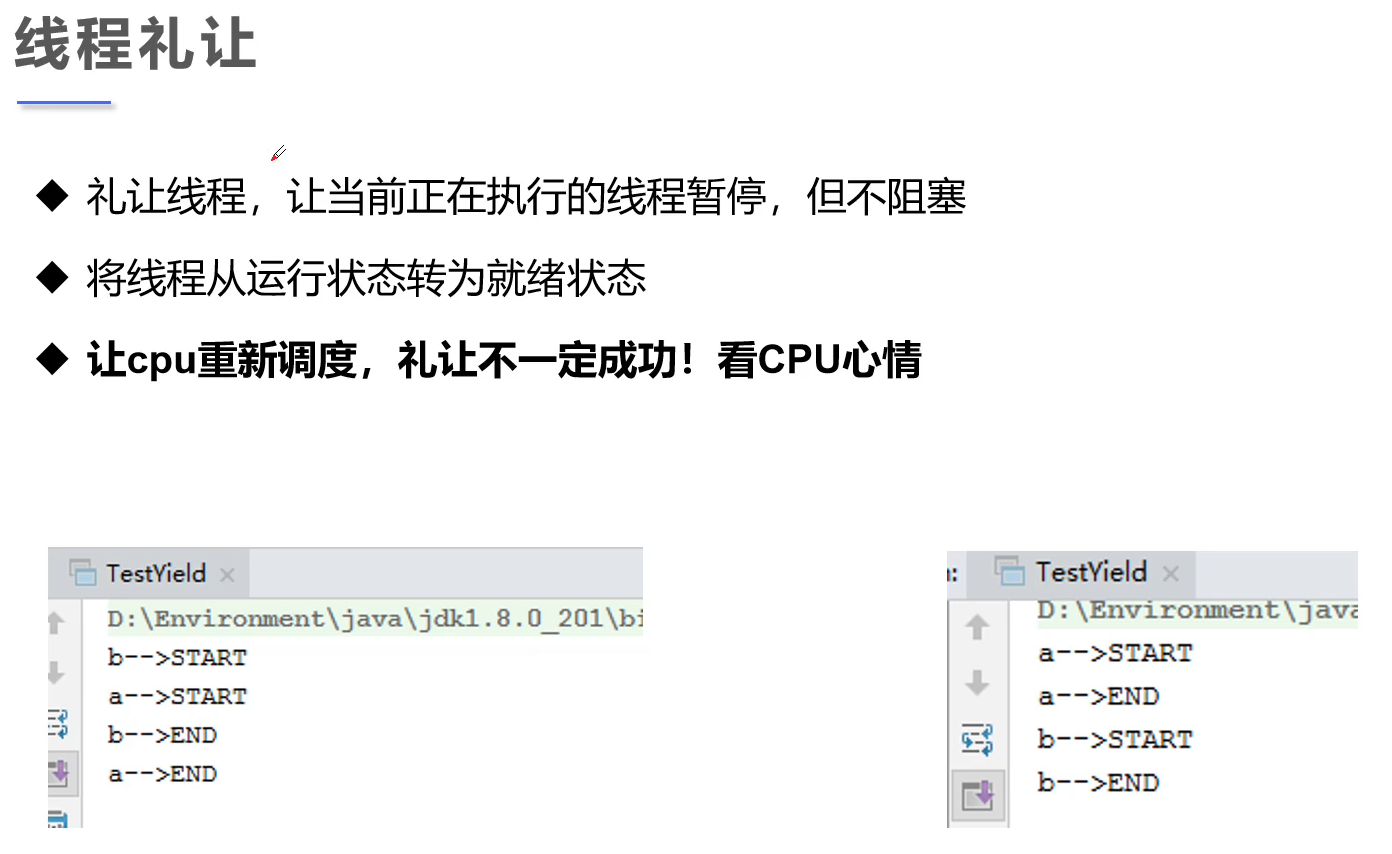 线程礼让
礼让线程，让当前正在执行的线程暂停，但不阻塞
将线程从运行状态转为就绪状态
让cpu重新调度，礼让不一定成功！看CPU心情
TestYield
D:\Environment\java\jdk1.8.0_201\bi
b-->START
a-->START
b-->END
a-->END
TestYield
D:\Environment\java
a-->START
a-->END
b-->START
b-->END